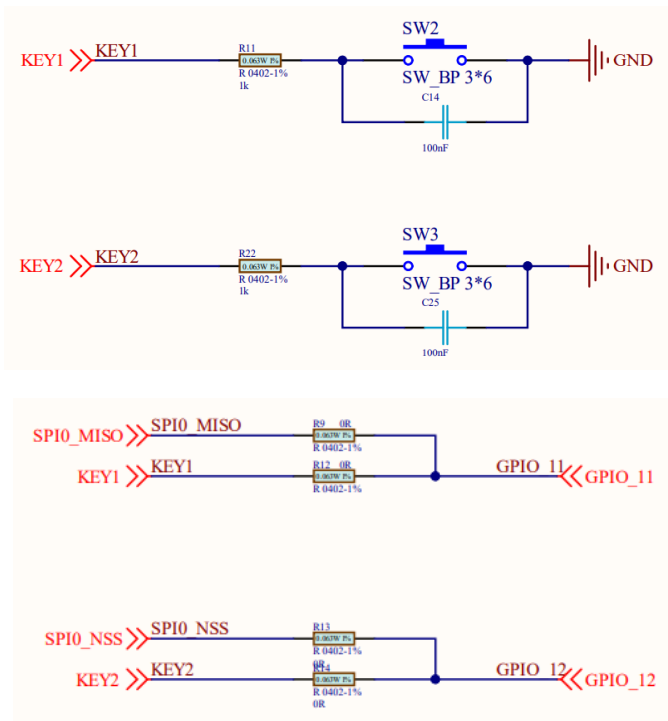 SW2
KEY1 KEY1 R11 GND
0.063W 1%
R 0402-1%
1k
SW_BP 3*6
C14
100nF
SW3
KEY2 KEY2 R22 GND
0.063W 1%
R 0402-1%
1k
SW_BP 3*6
C25
100nF
SPI0_MISO SPI0_MISO R9 0R
0.063W 1%
R 0402-1%
KEY1 KEY1 R12 0R GPIO_11 GPIO_11
0.063W 1%
R 0402-1%
SPI0_NSS SPI0_NSS R13
0.063W 1%
R 0402-1%
0R
KEY2 KEY2 R14 GPIO_12 GPIO_12
0.063W 1%
R 0402-1%
0R